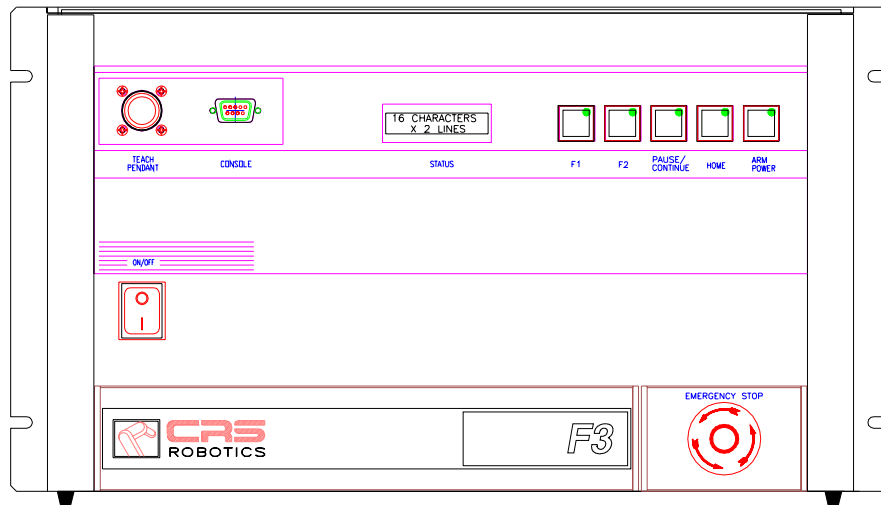 16 CHARACTERS
X 2 LINES
TEACH
PENDANT
CONSOLE
STATUS
F1
F2
PAUSE/
CONTINUE
HOME
ARM
POWER
ON/OFF
EMERGENCY STOP
CRS
ROBOTICS
F3